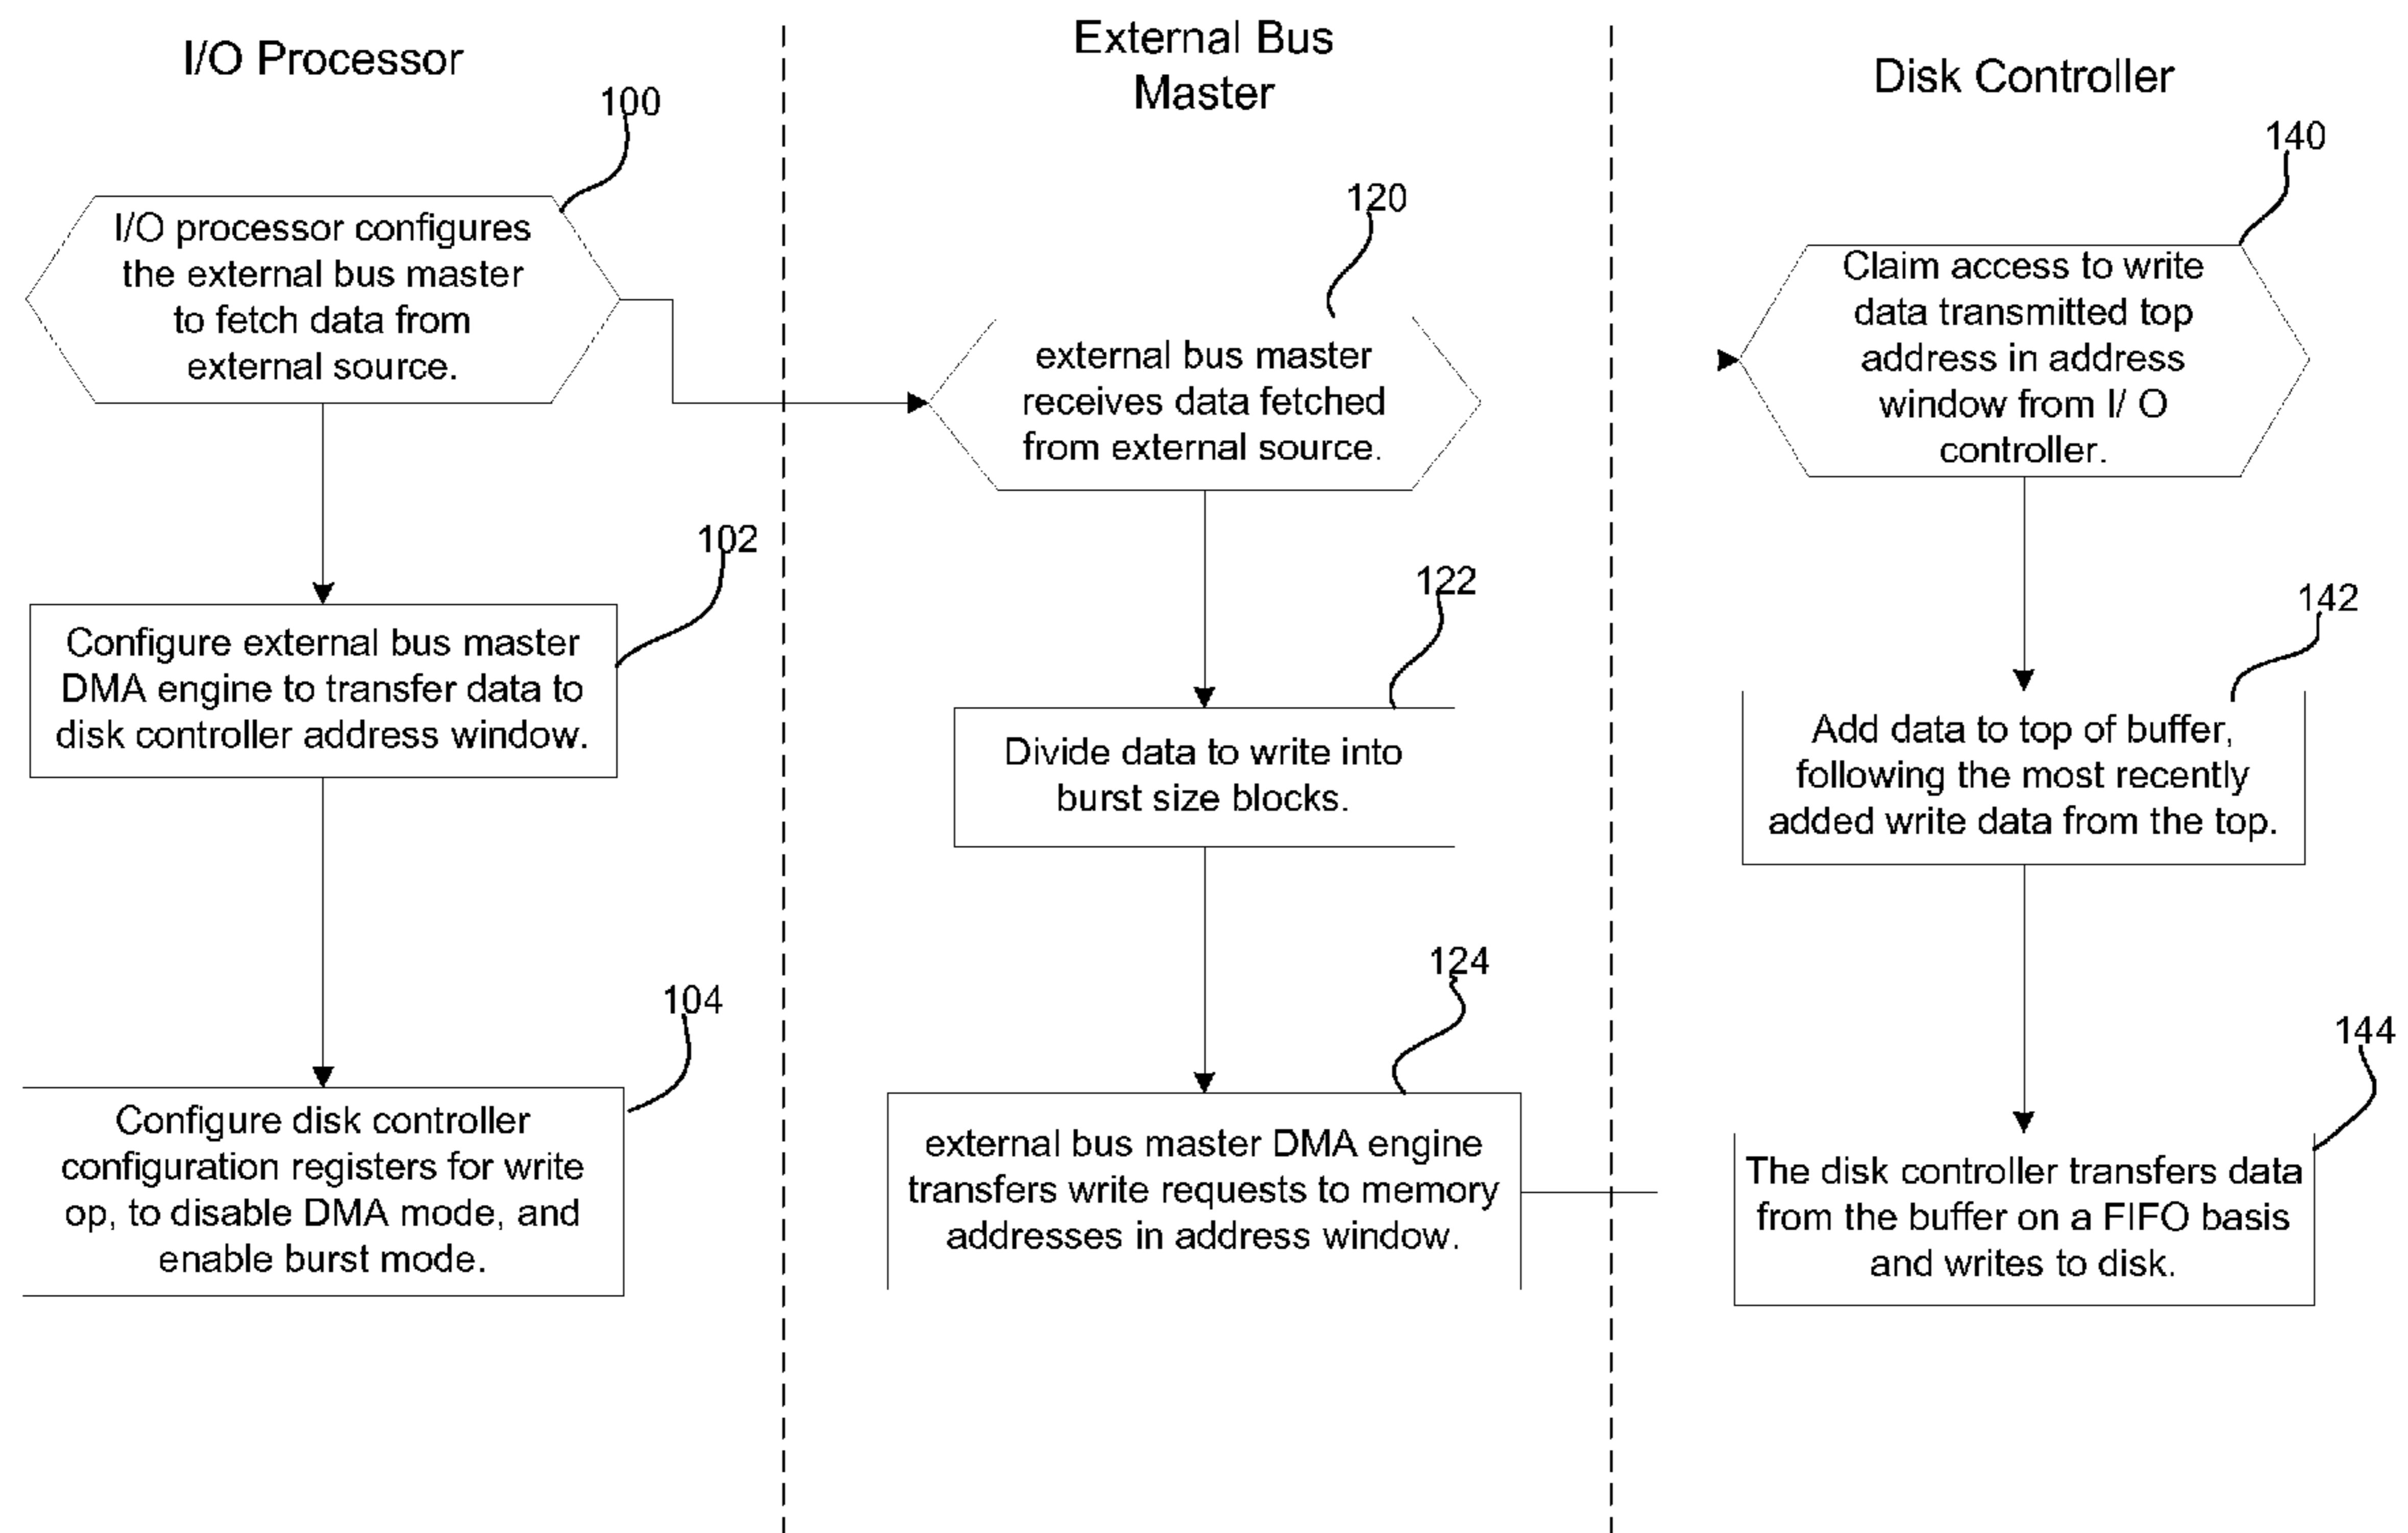 I/O Processor
100
I/O processor configures
the external bus master
to fetch data from
external source.
102
Configure external bus master
DMA engine to transfer data to
disk controller address window.
104
Configure disk controller
configuration registers for write
op, to disable DMA mode, and
enable burst mode.
External Bus
Master
120
external bus master
receives data fetched
from external source.
122
Divide data to write into
burst size blocks.
124
external bus master DMA engine
transfers write requests to memory
addresses in address window.
Disk Controller
140
Claim access to write
data transmitted top
address in address
window from I/ O
controller.
142
Add data to top of buffer,
following the most recently
added write data from the top.
144
The disk controller transfers data
from the buffer on a FIFO basis
and writes to disk.